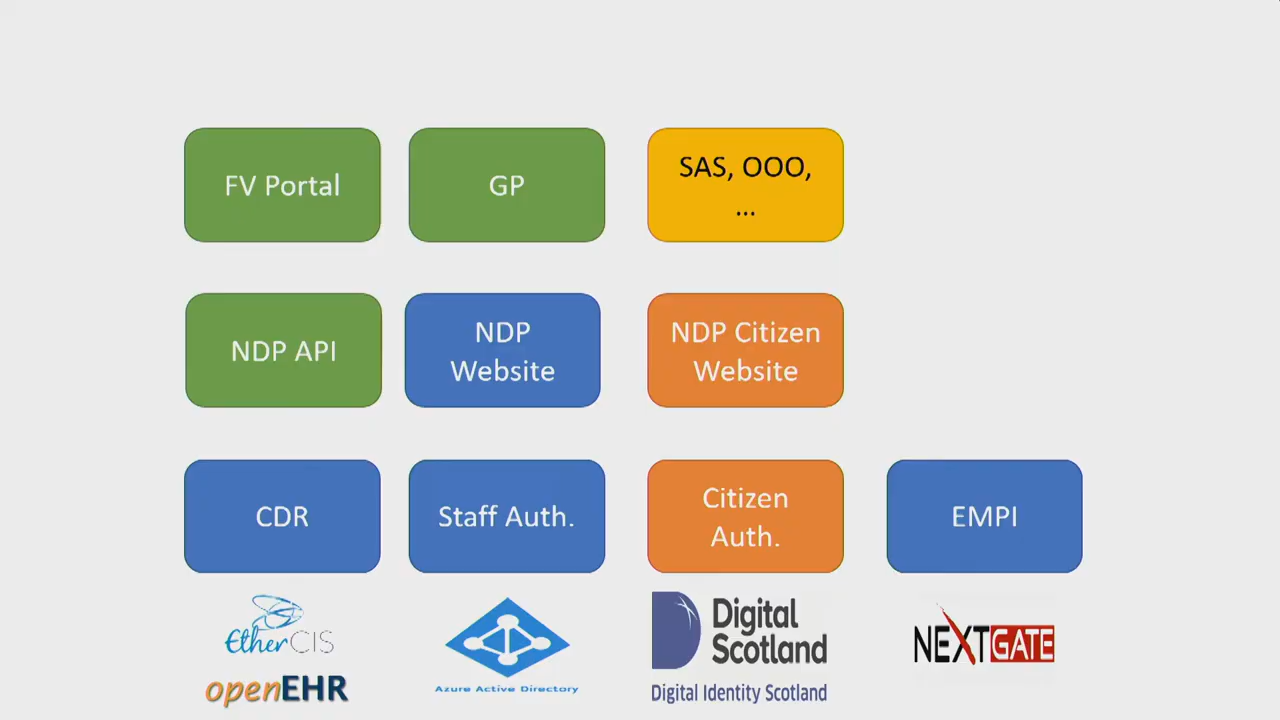 FV Portal
GP
SAS, OOO,
...
NDP API
NDP
Website
NDP Citizen
Website
CDR
Staff Auth.
Citizen
Auth.
EMPI
EtherCIS
openEHR
Azure Active Directory
Digital
Scotland
Digital Identity Scotland
NEXTGATE